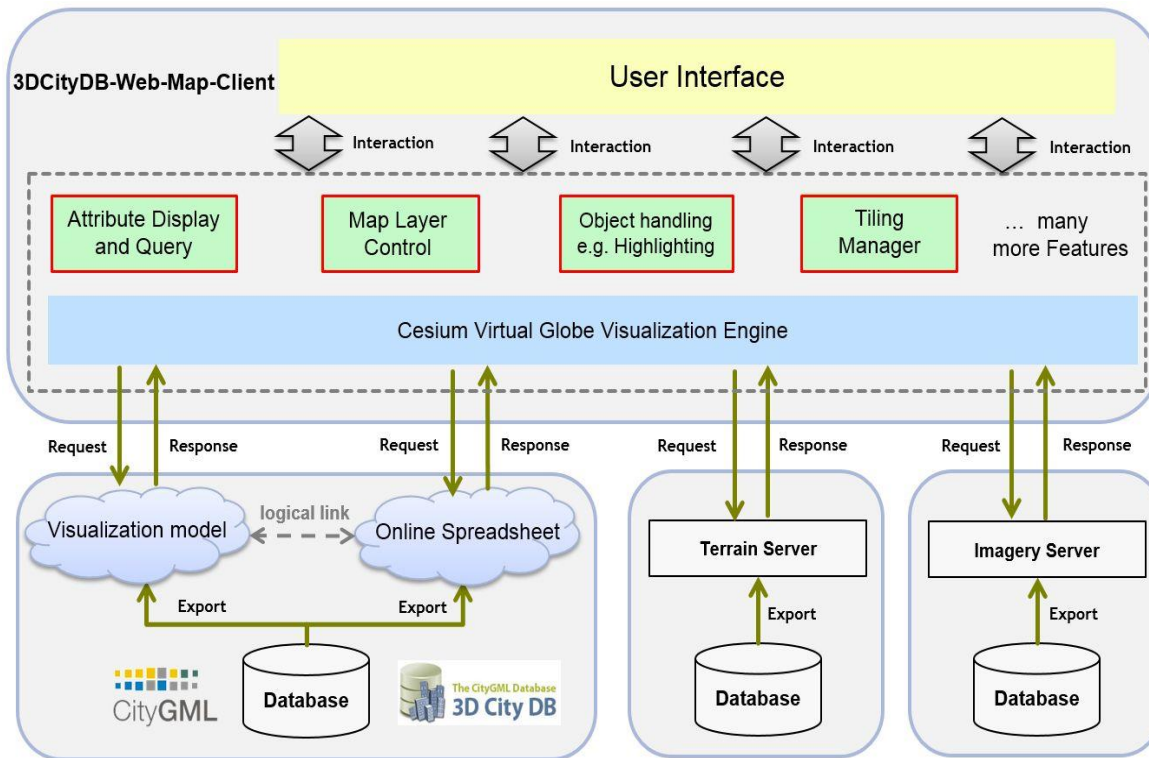 3DCityDB-Web-Map-Client
User Interface
Interaction
Interaction
Interaction
Interaction
Attribute Display
and Query
Map Layer
Control
Object handling
e.g. Highlighting
Tiling
Manager
... many
more Features
Cesium Virtual Globe Visualization Engine
Request
Response
Request
Response
Request
Response
Request
Response
Visualization model
logical link
Online Spreadsheet
Terrain Server
Imagery Server
Export
Export
Export
Export
CityGML
Database
The CityGML Database
3D City DB
Database
Database